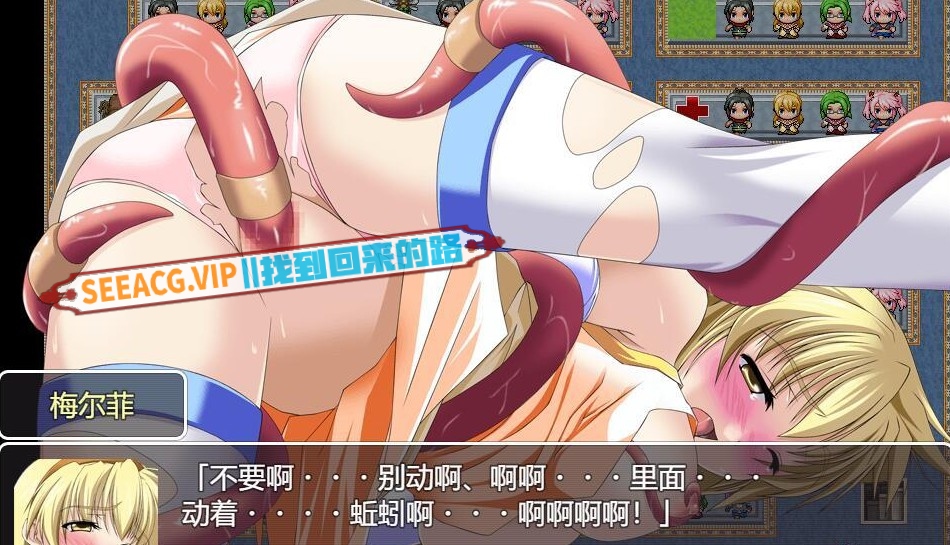 SEEACG.VIP||找到回来的路
梅尔菲
「不要啊・・・别动啊、啊啊・・・里面・・・
动着・・・・蚯蚓啊・・・啊啊啊啊！」